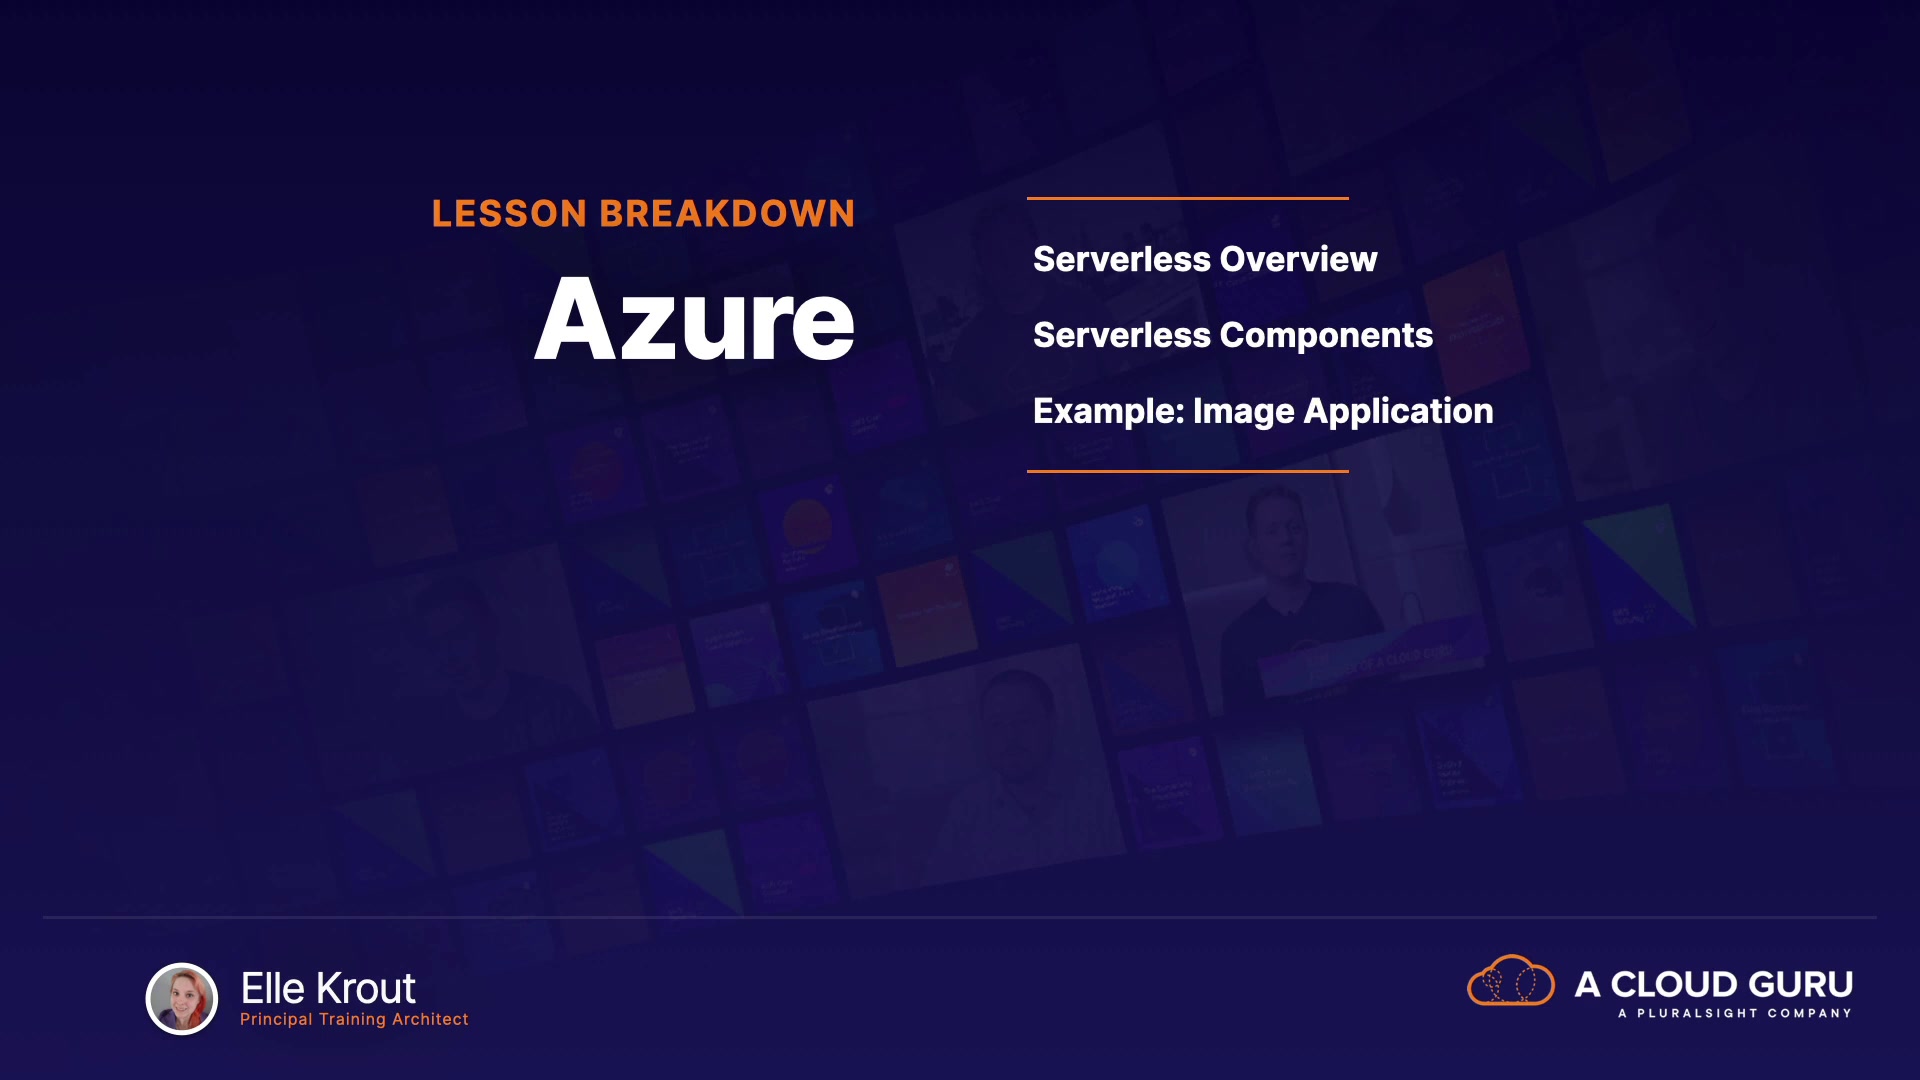 LESSON BREAKDOWN
Azure
Serverless Overview
Serverless Components
Example: Image Application
Elle Krout
Principal Training Architect
A CLOUD GURU
A PLURALSIGHT COMPANY